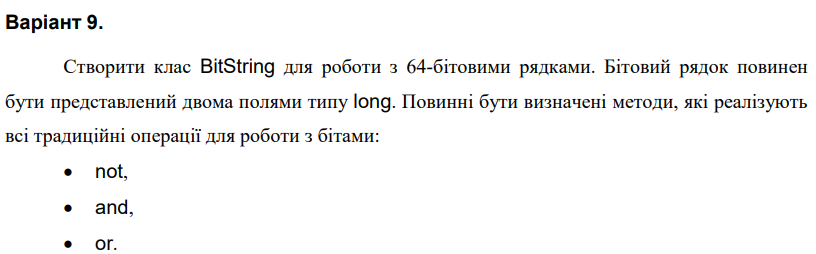 Варіант 9.
Створити клас BitString для роботи з 64-бітовими рядками. Бітовий рядок повинен
бути представлений двома полями типу long. Повинні бути визначені методи, які реалізують
всі традиційні операції для роботи з бітами:
• not,
• and,
• or.